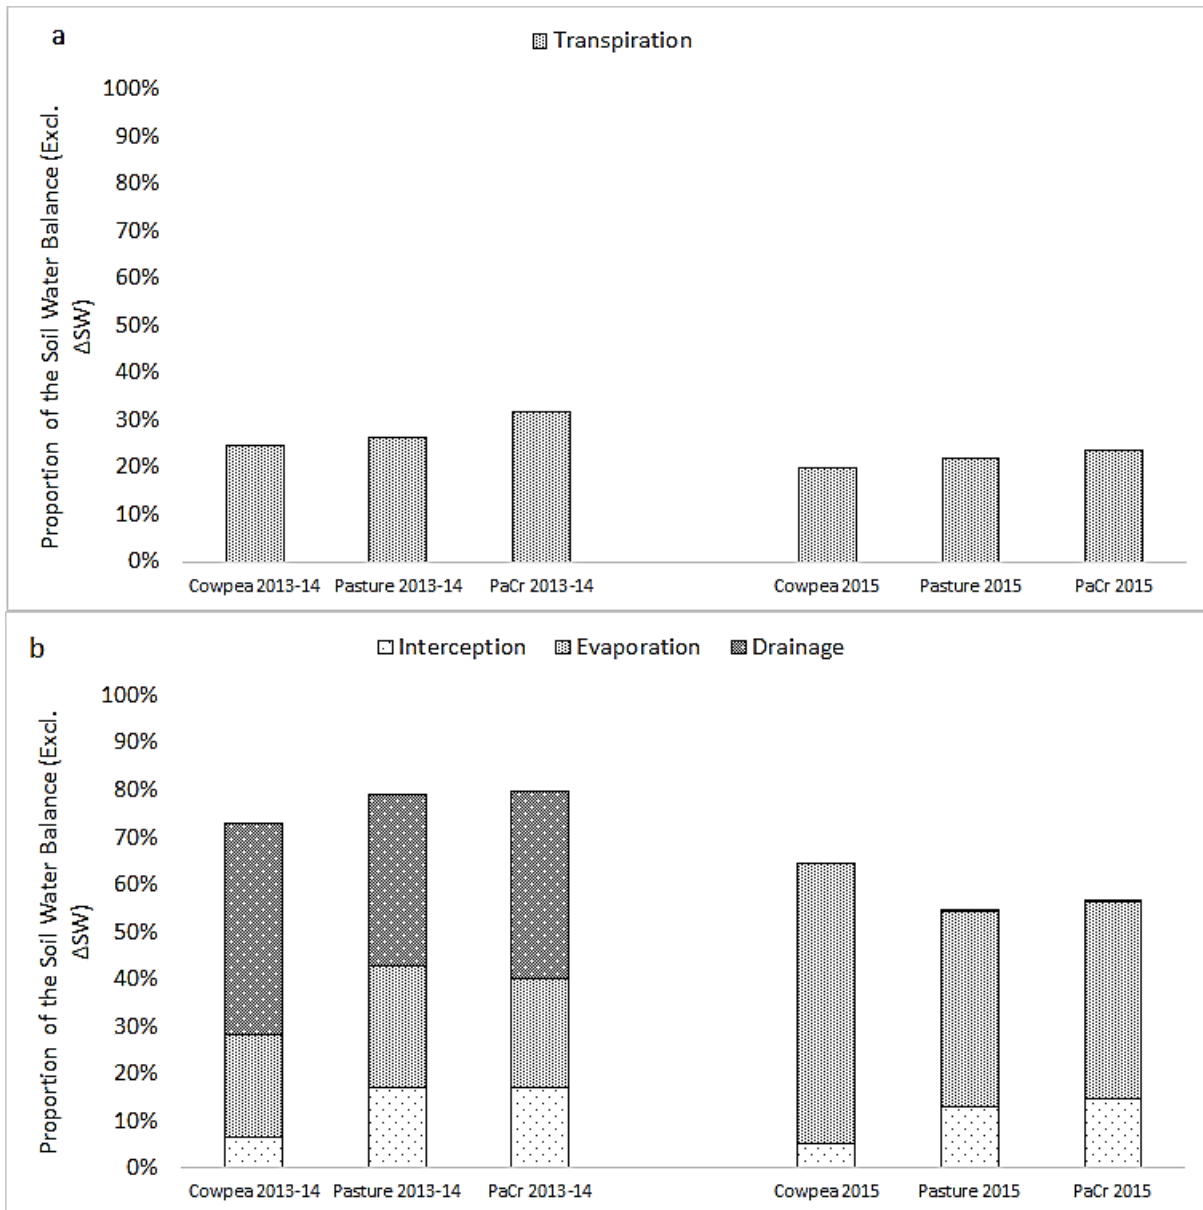 a
Transpiration
Proportion of the Soil Water Balance (Excl.
ΔSW)
100%
90%
80%
70%
60%
50%
40%
30%
20%
10%
0%
Cowpea 2013-14 Pasture 2013-14 PaCr 2013-14 Cowpea 2015 Pasture 2015 PaCr 2015
b
Interception Evaporation Drainage
Proportion of the Soil Water Balance (Excl.
ΔSW)
100%
90%
80%
70%
60%
50%
40%
30%
20%
10%
0%
Cowpea 2013-14 Pasture 2013-14 PaCr 2013-14 Cowpea 2015 Pasture 2015 PaCr 2015